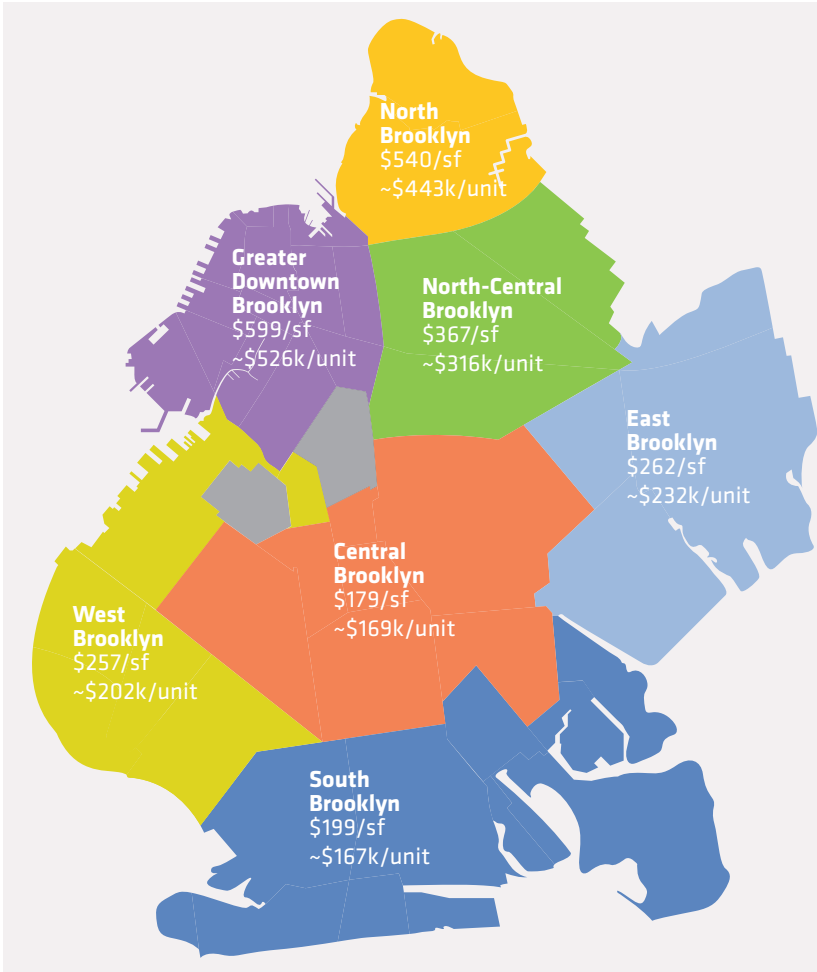 North
Brooklyn
$540/sf
~$443k/unit
Greater
Downtown
Brooklyn
$599/sf
~$526k/unit
North-Central
Brooklyn
$367/sf
~$316k/unit
East
Brooklyn
$262/sf
~$232k/unit
Central
Brooklyn
$179/sf
~$169k/unit
West
Brooklyn
$257/sf
~$202k/unit
South
Brooklyn
$199/sf
~$167k/unit